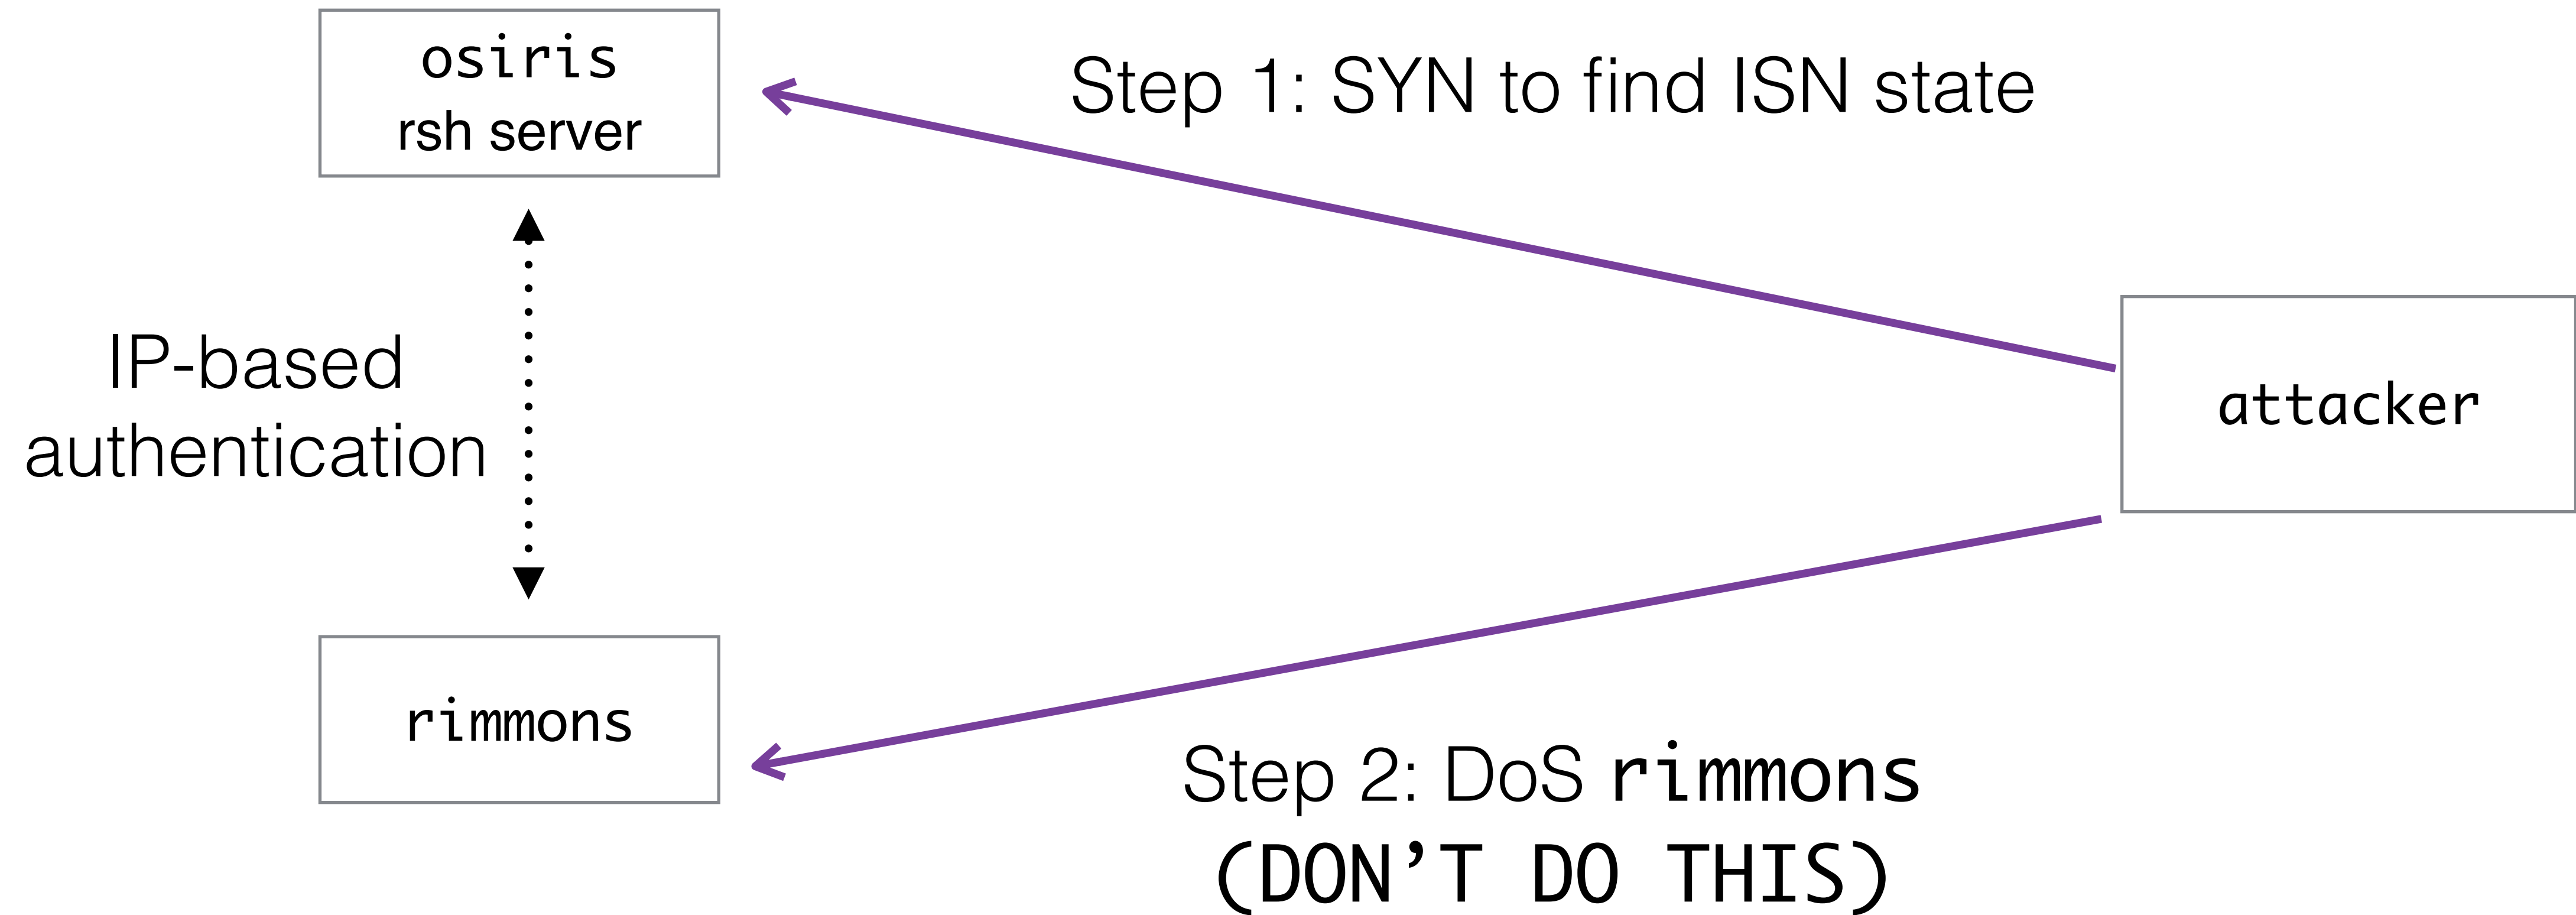 osiris
rsh server
Step 1: SYN to find ISN state
IP-based
authentication
attacker
rimmons
Step 2: DoS rimmons
(DON’T DO THIS)